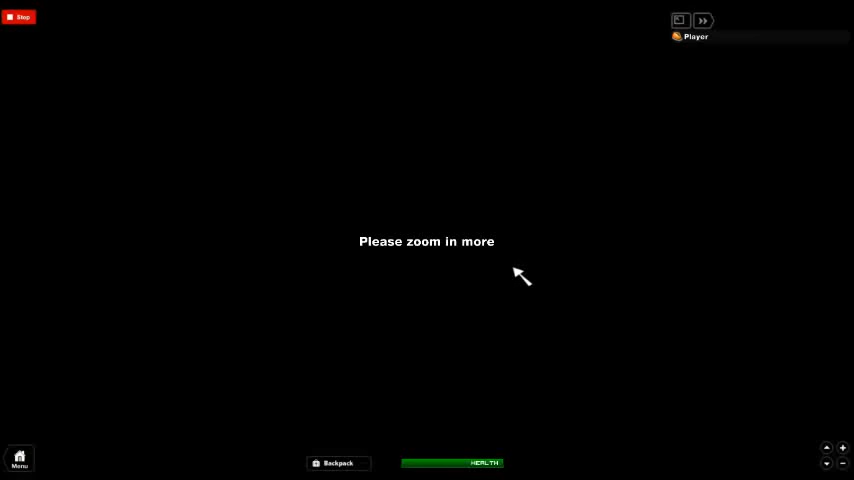 Stop
Player
Please zoom in more
Menu
Backpack
HEALTH